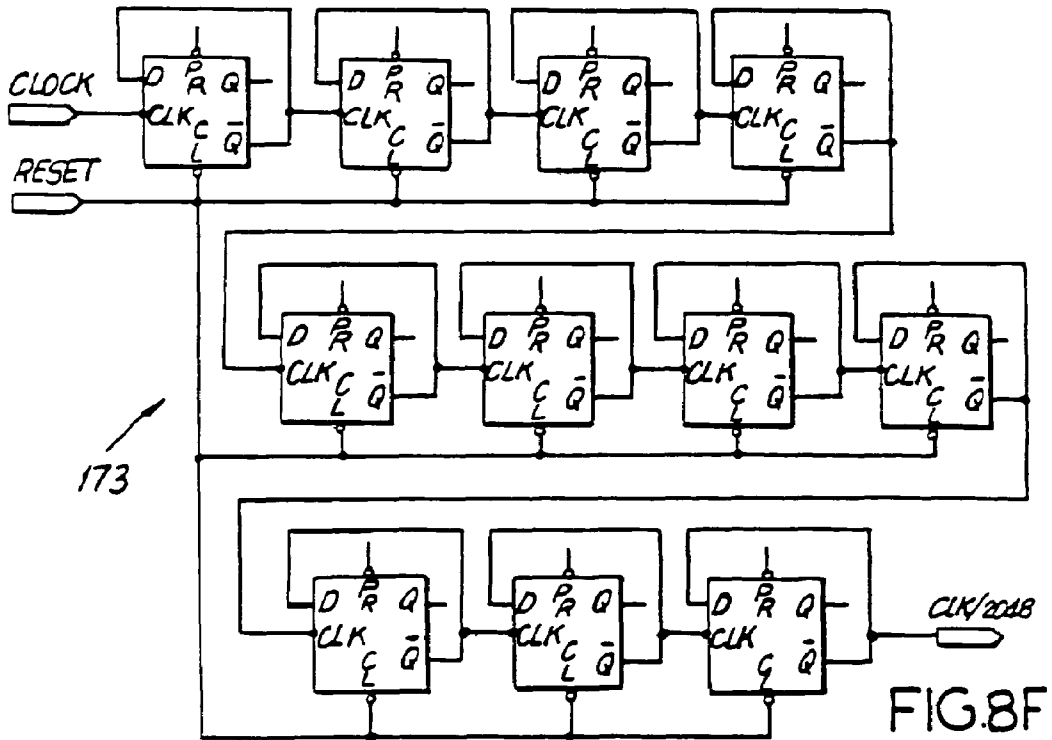 CLOCK
RESET
D PR Q
CLK
CL Q̅
D PR Q
CLK
CL Q̅
D PR Q
CLK
CL Q̅
D PR Q
CLK
CL Q̅
D PR Q
CLK
CL Q̅
D PR Q
CLK
CL Q̅
D PR Q
CLK
CL Q̅
D PR Q
CLK
CL Q̅
173
D PR Q
CLK
CL Q̅
D PR Q
CLK
CL Q̅
D PR Q
CLK
CL Q̅
CLK/2048
FIG.8F